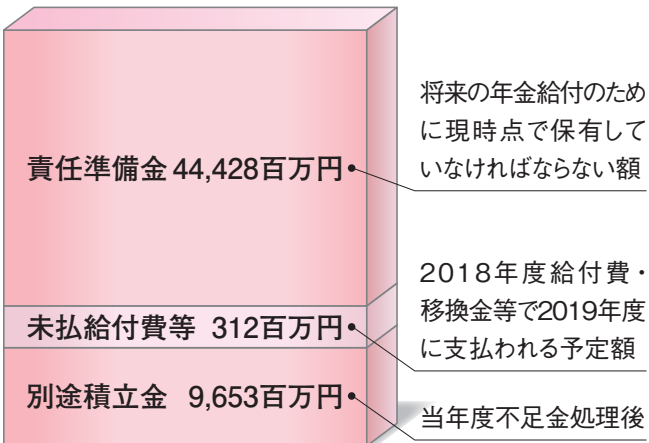 責任準備金 44,428百万円
将来の年金給付のため
に現時点で保有して
いなければならない額
未払給付費等 312百万円
2018年度給付費・
移換金等で2019年度
に支払われる予定額
別途積立金 9,653百万円
当年度不足金処理後